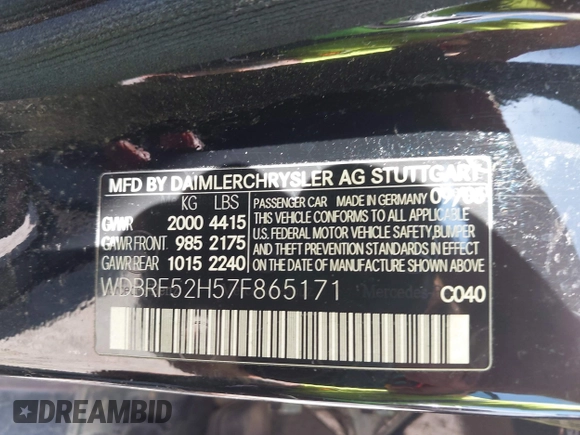 MFD BY DAIMLERCHRYSLER AG STUTTGART
KG LBS
GVWR 2000 4415
GAWR FRONT 985 2175
GAWR REAR 1015 2240
PASSENGER CAR MADE IN GERMANY 09/06
THIS VEHICLE CONFORMS TO ALL APPLICABLE
U.S. FEDERAL MOTOR VEHICLE SAFETY, BUMPER
AND THEFT PREVENTION STANDARDS IN EFFECT
ON THE DATE OF MANUFACTURE SHOWN ABOVE.
WDBRF52H57F865171
C040
DREAMBID